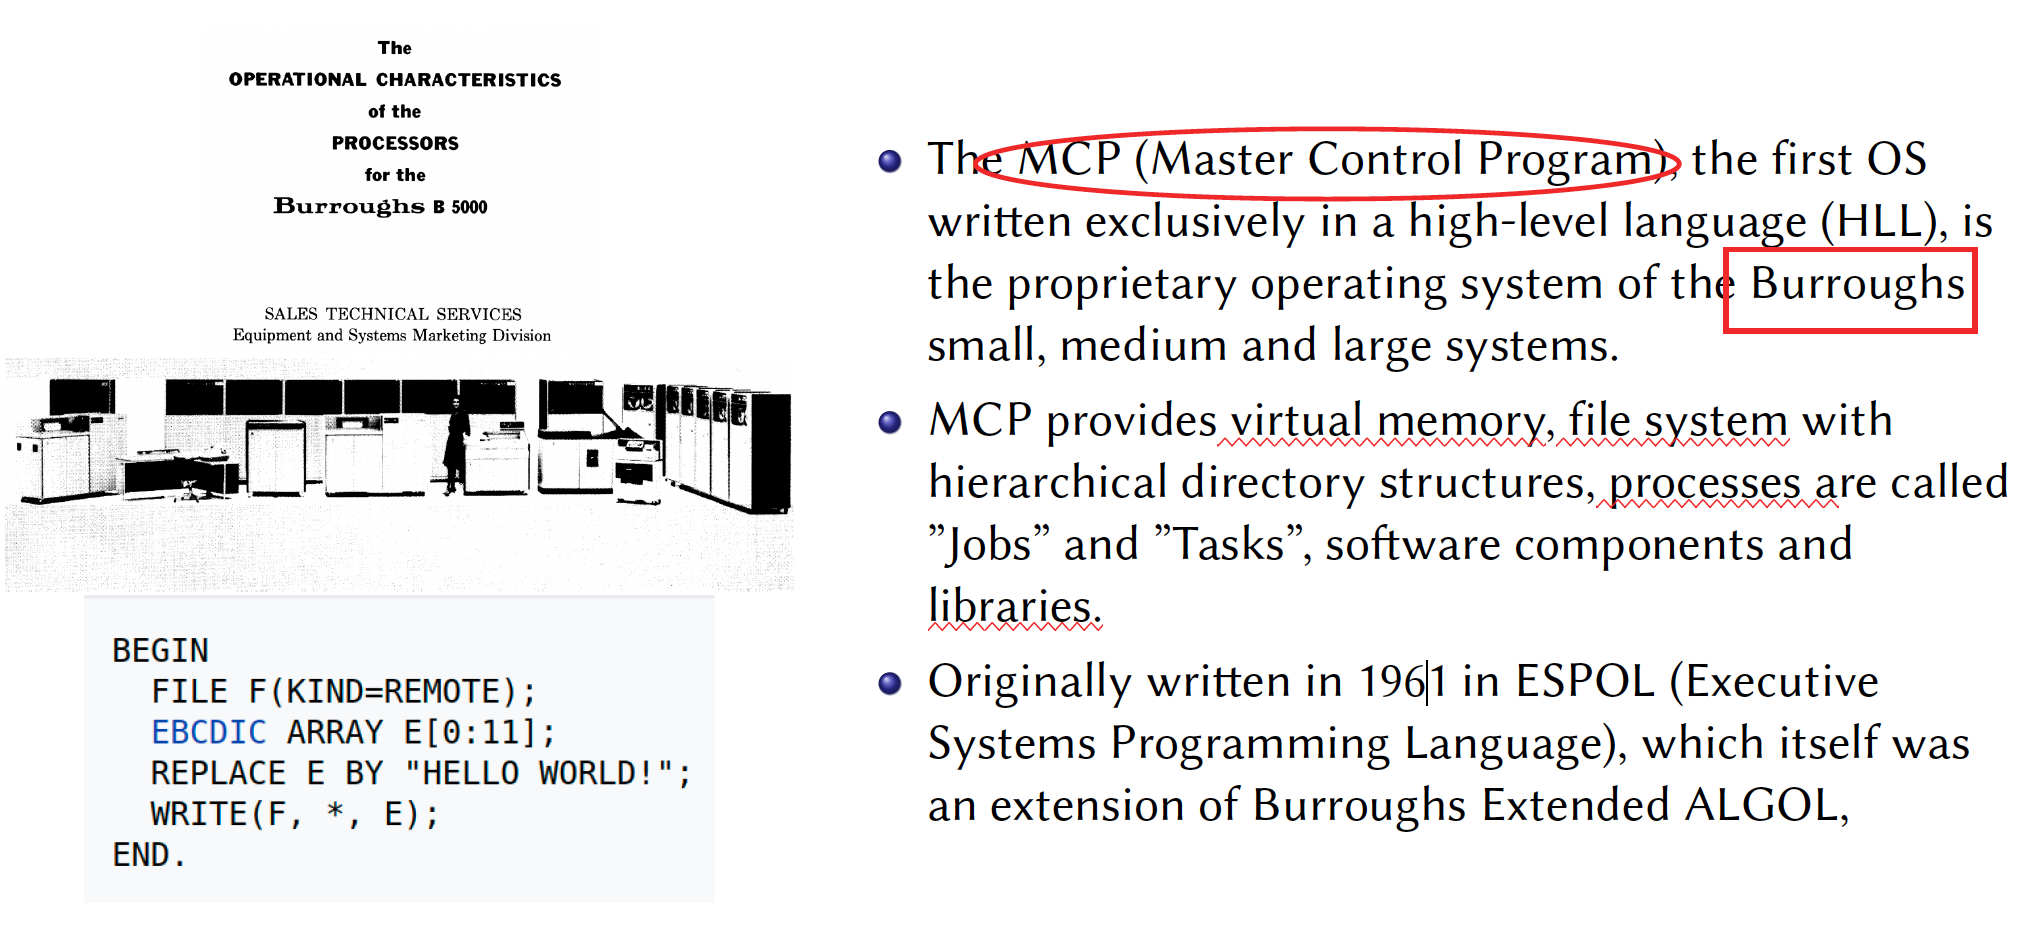 The
OPERATIONAL CHARACTERISTICS
of the
PROCESSORS
for the
Burroughs B 5000
SALES TECHNICAL SERVICES
Equipment and Systems Marketing Division
BEGIN
FILE F(KIND=REMOTE);
EBCDIC ARRAY E[0:11];
REPLACE E BY "HELLO WORLD!";
WRITE(F, *, E);
END.
The MCP (Master Control Program), the first OS
written exclusively in a high-level language (HLL), is
the proprietary operating system of the Burroughs
small, medium and large systems.
MCP provides virtual memory, file system with
hierarchical directory structures, processes are called
”Jobs” and ”Tasks”, software components and
libraries.
Originally written in 1961 in ESPOL (Executive
Systems Programming Language), which itself was
an extension of Burroughs Extended ALGOL,